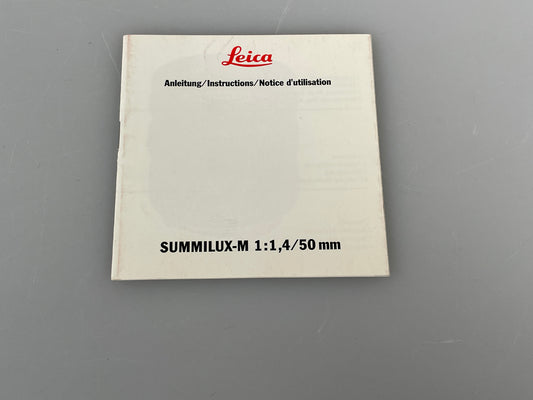 Leica
Anleitung/Instructions/Notice d'utilisation
SUMMILUX-M 1:1,4/50 mm